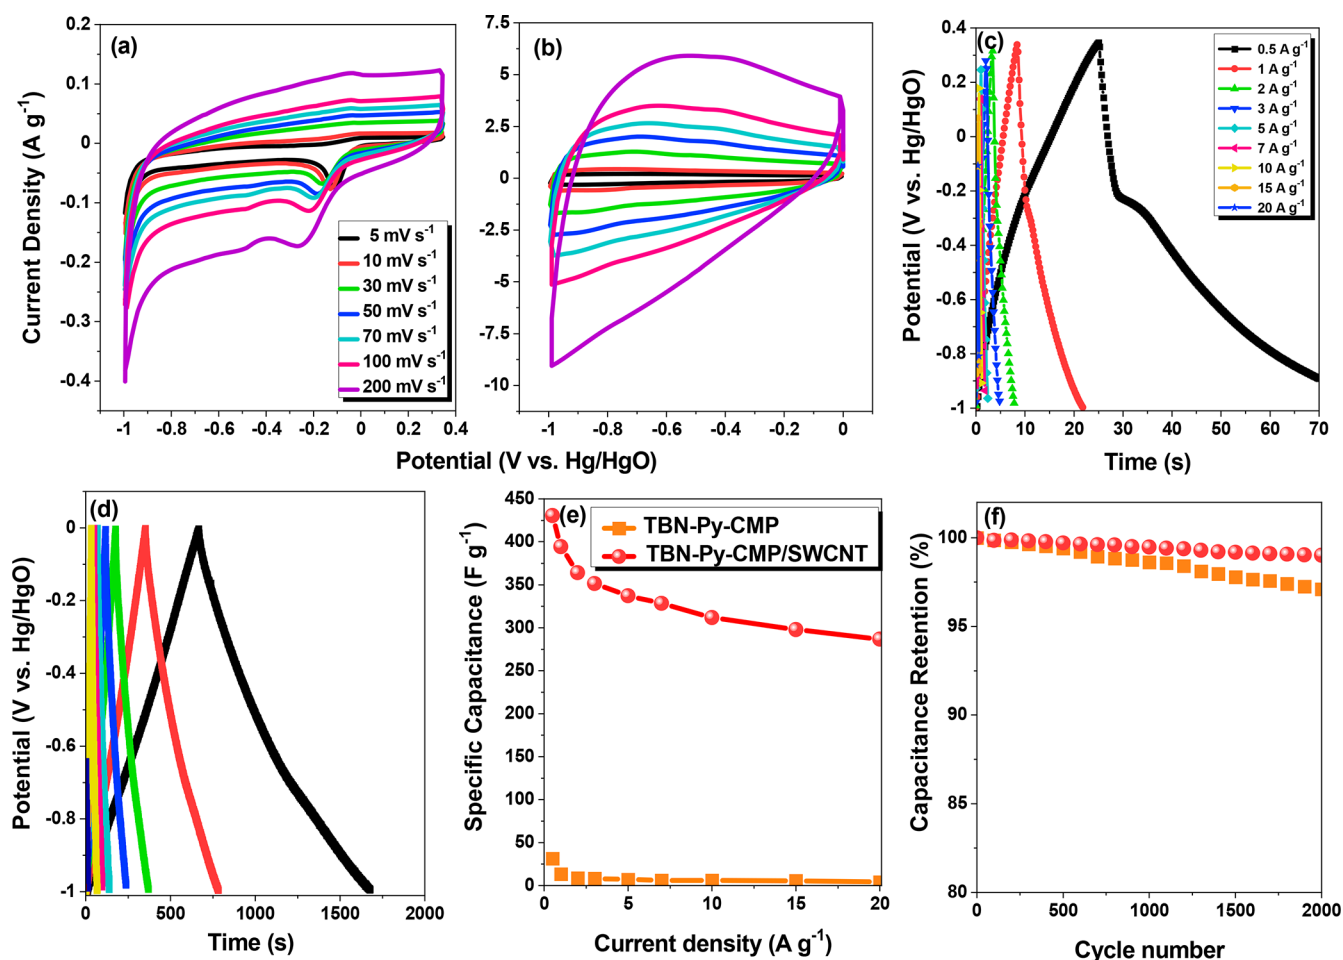 (a)
Current Density (A g⁻¹)
0.2
0.1
0
-0.1
-0.2
-0.3
-0.4
-1 -0.8 -0.6 -0.4 -0.2 0 0.2 0.4
5 mV s⁻¹
10 mV s⁻¹
30 mV s⁻¹
50 mV s⁻¹
70 mV s⁻¹
100 mV s⁻¹
200 mV s⁻¹
(b)
7.5
5
2.5
0
-2.5
-5
-7.5
-10
-1 -0.8 -0.6 -0.4 -0.2 0
Potential (V vs. Hg/HgO)
(c)
Potential (V vs. Hg/HgO)
0.4
0.2
0
-0.2
-0.4
-0.6
-0.8
-1
0 10 20 30 40 50 60 70
Time (s)
0.5 A g⁻¹
1 A g⁻¹
2 A g⁻¹
3 A g⁻¹
5 A g⁻¹
7 A g⁻¹
10 A g⁻¹
15 A g⁻¹
20 A g⁻¹
(d)
Potential (V vs. Hg/HgO)
0
-0.2
-0.4
-0.6
-0.8
-1
0 500 1000 1500 2000
Time (s)
(e)
Specific Capacitance (F g⁻¹)
450
400
350
300
250
200
150
100
50
0
0 5 10 15 20
Current density (A g⁻¹)
TBN-Py-CMP
TBN-Py-CMP/SWCNT
(f)
Capacitance Retention (%)
100
95
90
85
80
0 500 1000 1500 2000
Cycle number